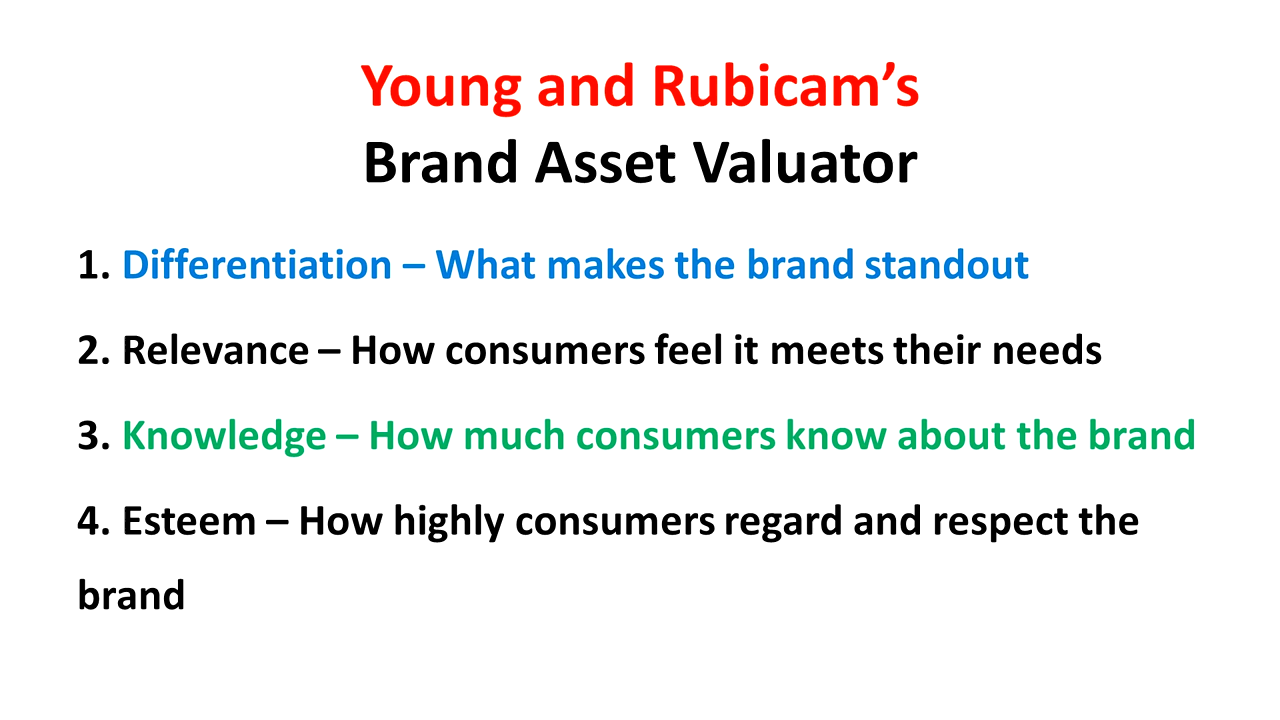 Young and Rubicam’s
Brand Asset Valuator
1. Differentiation – What makes the brand standout
2. Relevance – How consumers feel it meets their needs
3. Knowledge – How much consumers know about the brand
4. Esteem – How highly consumers regard and respect the
brand